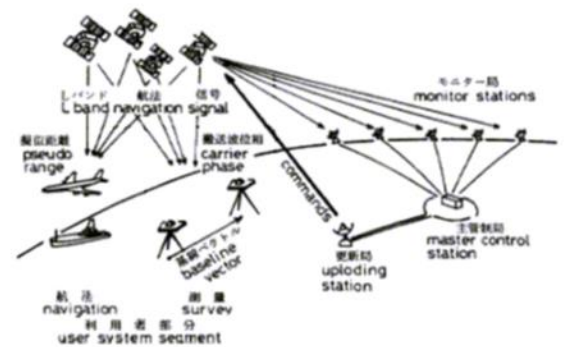 Lバンド 航法 信号
L band navigation signal
モニター局
monitor stations
擬似距離
pseudo
range
搬送波位相
carrier
phase
commands
基線ベクトル
baseline
vector
更新局
uploding
station
主管制局
master control
station
航法
navigation
測量
survey
利用者部分
user system segment